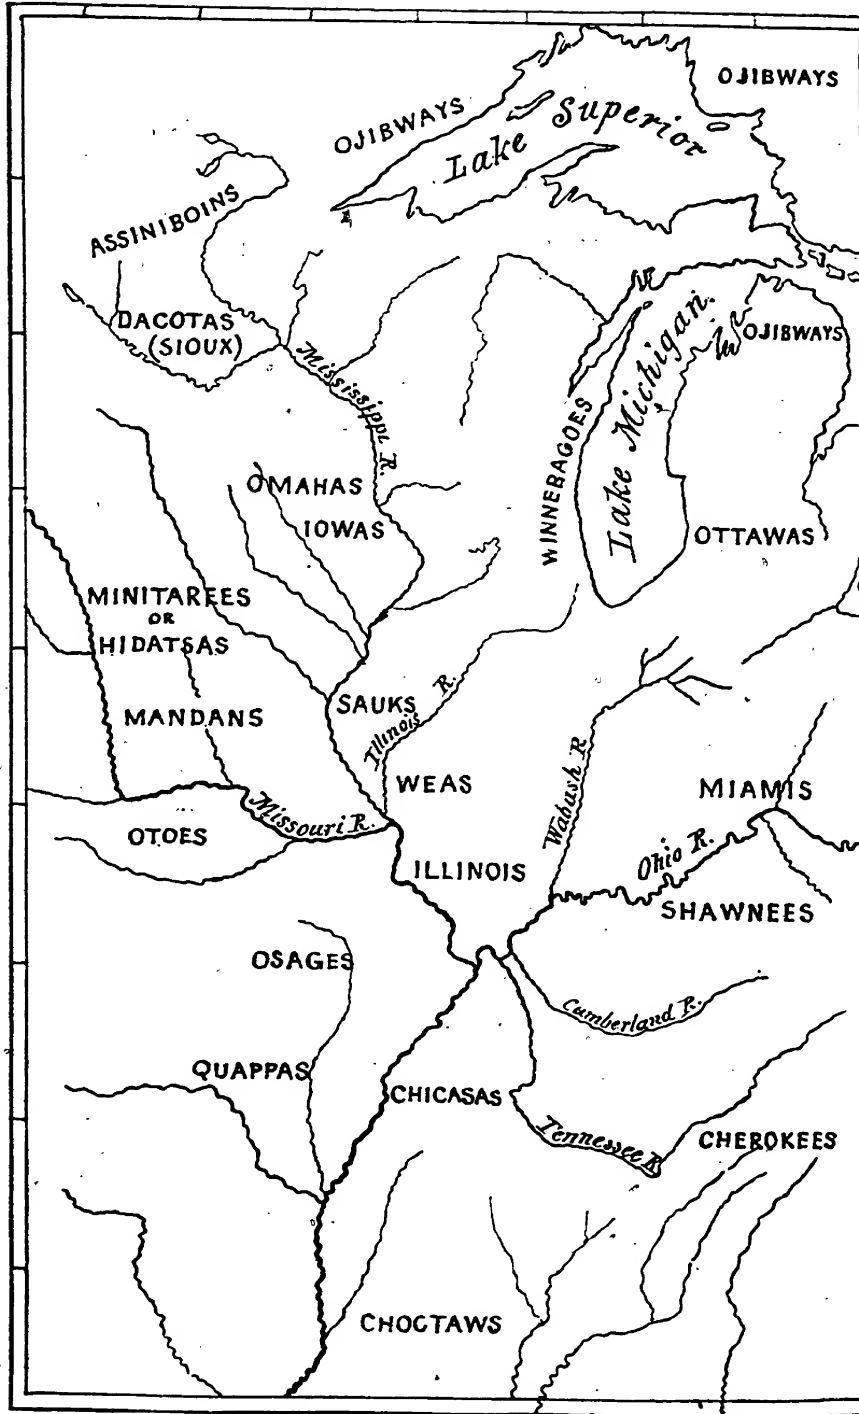 OJIBWAYS
OJIBWAYS
Lake Superior
ASSINIBOINS
DACOTAS
(SIOUX)
Mississippi R.
Lake Michigan.
OJIBWAYS
WINNEBAGOES
OMAHAS
IOWAS
OTTAWAS
MINITAREES
OR
HIDATSAS
MANDANS
SAUKS
Illinois R.
WEAS
Wabash R
MIAMIS
Missouri R.
OTOES
ILLINOIS
Ohio R.
SHAWNEES
OSAGES
Cumberland R.
QUAPPAS
CHICASAS
Tennessee R
CHEROKEES
CHOCTAWS